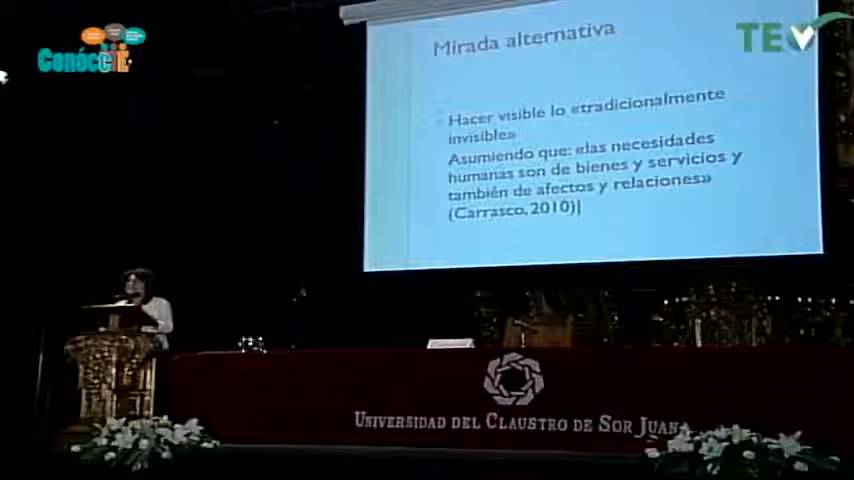 ConócCTE
TEV
Mirada alternativa
Hacer visible lo «tradicionalmente
invisible»
Asumiendo que: «las necesidades
humanas son de bienes y servicios y
también de afectos y relaciones»
(Carrasco, 2010)
UNIVERSIDAD DEL CLAUSTRO DE SOR JUANA